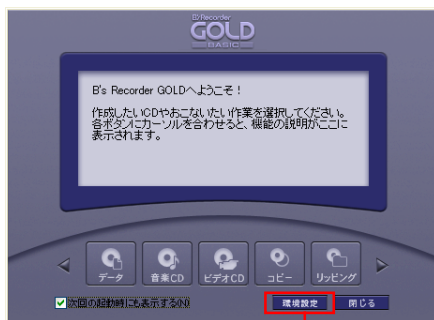 B's Recorder
GOLD
BASIC
B's Recorder GOLDへようこそ！
作成したいCDやおこないたい作業を選択してください。
各ボタンにカーソルを合わせると、機能の説明がここに
表示されます。
データ
音楽CD
ビデオCD
コピー
リッピング
次回の起動時にも表示する(N)
環境設定
閉じる